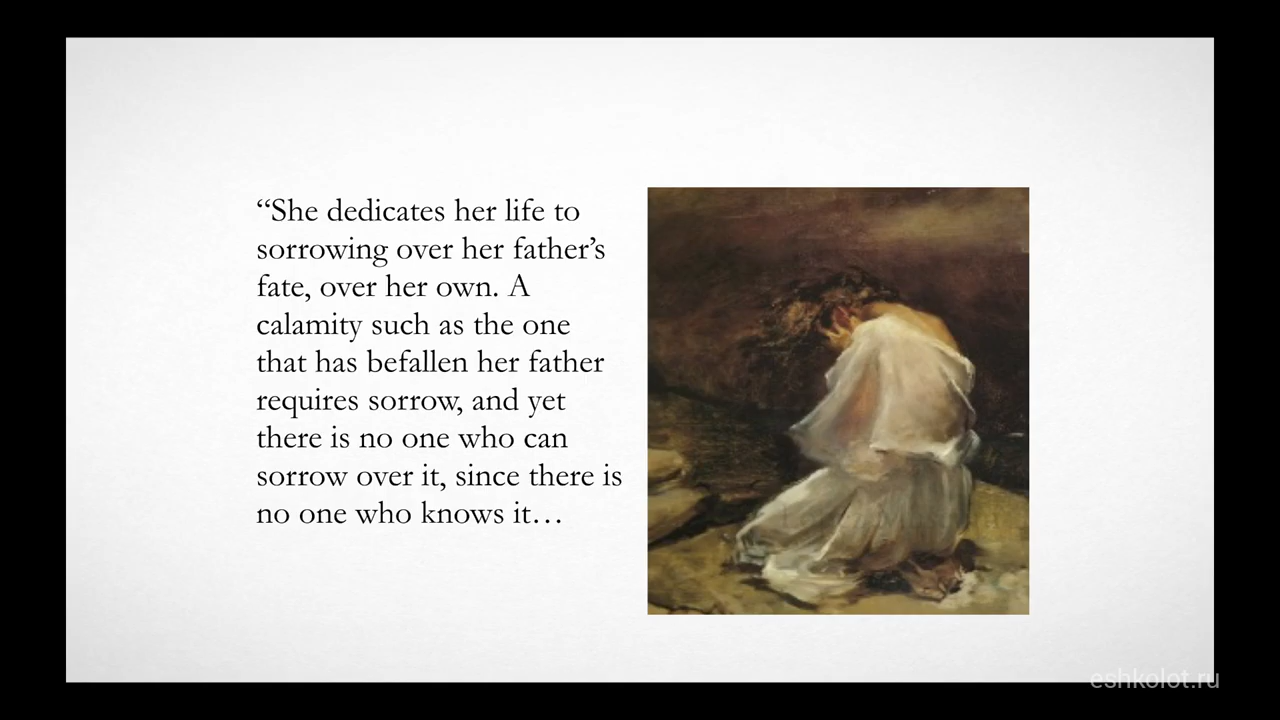 “She dedicates her life to
sorrowing over her father’s
fate, over her own. A
calamity such as the one
that has befallen her father
requires sorrow, and yet
there is no one who can
sorrow over it, since there is
no one who knows it…
eshkolot.ru